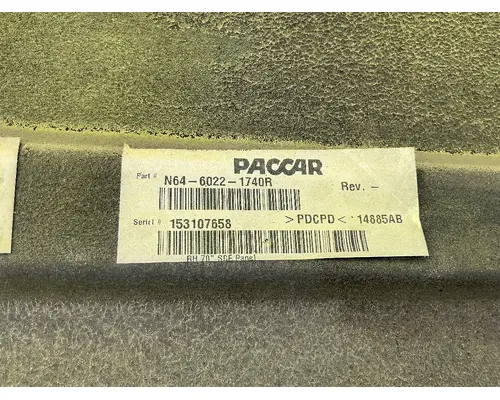 PACCAR
Part # N64-6022-1740R Rev. -
Serial # 153107658 >PDCPD< 14885AB
RH 70" SDE Panel